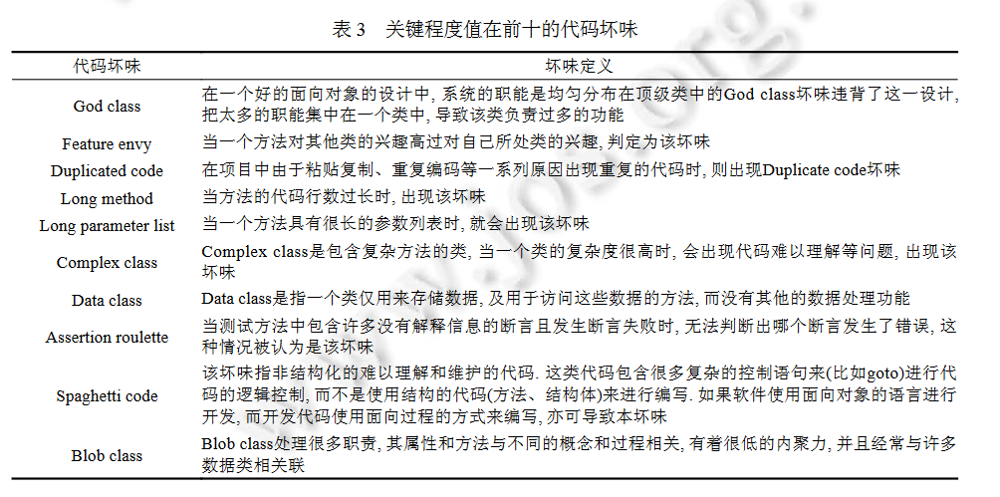 表 3 关键程度值在前十的代码坏味
代码坏味 坏味定义
God class 在一个好的面向对象的设计中, 系统的职能是均匀分布在顶级类中的God class坏味违背了这一设计,
把太多的职能集中在一个类中, 导致该类负责过多的功能
Feature envy 当一个方法对其他类的兴趣高过对自己所处类的兴趣, 判定为该坏味
Duplicated code 在项目中由于粘贴复制、重复编码等一系列原因出现重复的代码时, 则出现Duplicate code坏味
Long method 当方法的代码行数过长时, 出现该坏味
Long parameter list 当一个方法具有很长的参数列表时, 就会出现该坏味
Complex class Complex class是包含复杂方法的类, 当一个类的复杂度很高时, 会出现代码难以理解等问题, 出现该
坏味
Data class Data class是指一个类仅用来存储数据, 及用于访问这些数据的方法, 而没有其他的数据处理功能
Assertion roulette 当测试方法中包含许多没有解释信息的断言且发生断言失败时, 无法判断出哪个断言发生了错误, 这
种情况被认为是该坏味
Spaghetti code 该坏味指非结构化的难以理解和维护的代码. 这类代码包含很多复杂的控制语句来(比如goto)进行代
码的逻辑控制, 而不是使用结构的代码(方法、结构体)来进行编写. 如果软件使用面向对象的语言进行
开发, 而开发代码使用面向过程的方式来编写, 亦可导致本坏味
Blob class Blob class处理很多职责, 其属性和方法与不同的概念和过程相关, 有着很低的内聚力, 并且经常与许多
数据类相关联
www.jos.org.